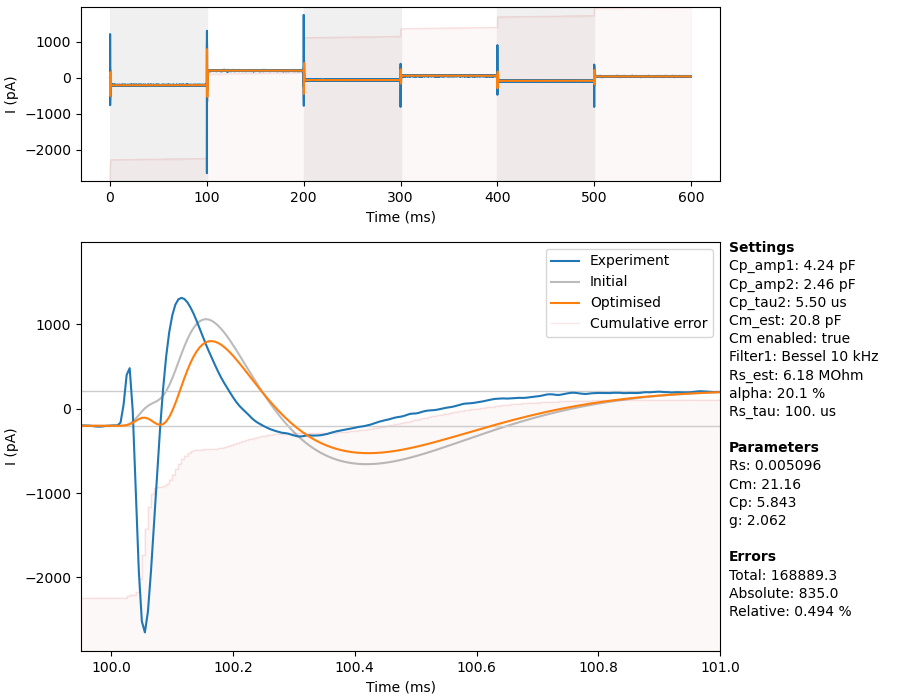 1000
0
−1000
−2000
I (pA)
0 100 200 300 400 500 600
Time (ms)
1000
0
−1000
−2000
I (pA)
100.0 100.2 100.4 100.6 100.8 101.0
Time (ms)
Experiment
Initial
Optimised
Cumulative error
Settings
Cp_amp1: 4.24 pF
Cp_amp2: 2.46 pF
Cp_tau2: 5.50 us
Cm_est: 20.8 pF
Cm enabled: true
Filter1: Bessel 10 kHz
Rs_est: 6.18 MOhm
alpha: 20.1 %
Rs_tau: 100. us
Parameters
Rs: 0.005096
Cm: 21.16
Cp: 5.843
g: 2.062
Errors
Total: 168889.3
Absolute: 835.0
Relative: 0.494 %